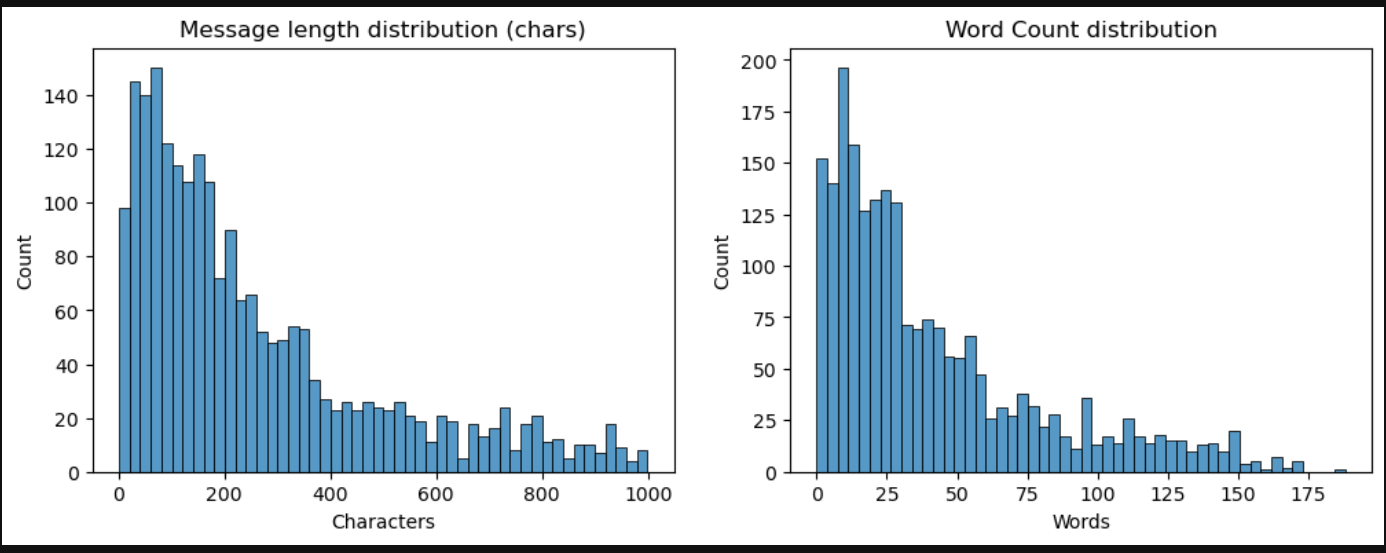 Message length distribution (chars)
140
120
100
80
60
40
20
0
Count
0 200 400 600 800 1000
Characters
Word Count distribution
200
175
150
125
100
75
50
25
0
Count
0 25 50 75 100 125 150 175
Words